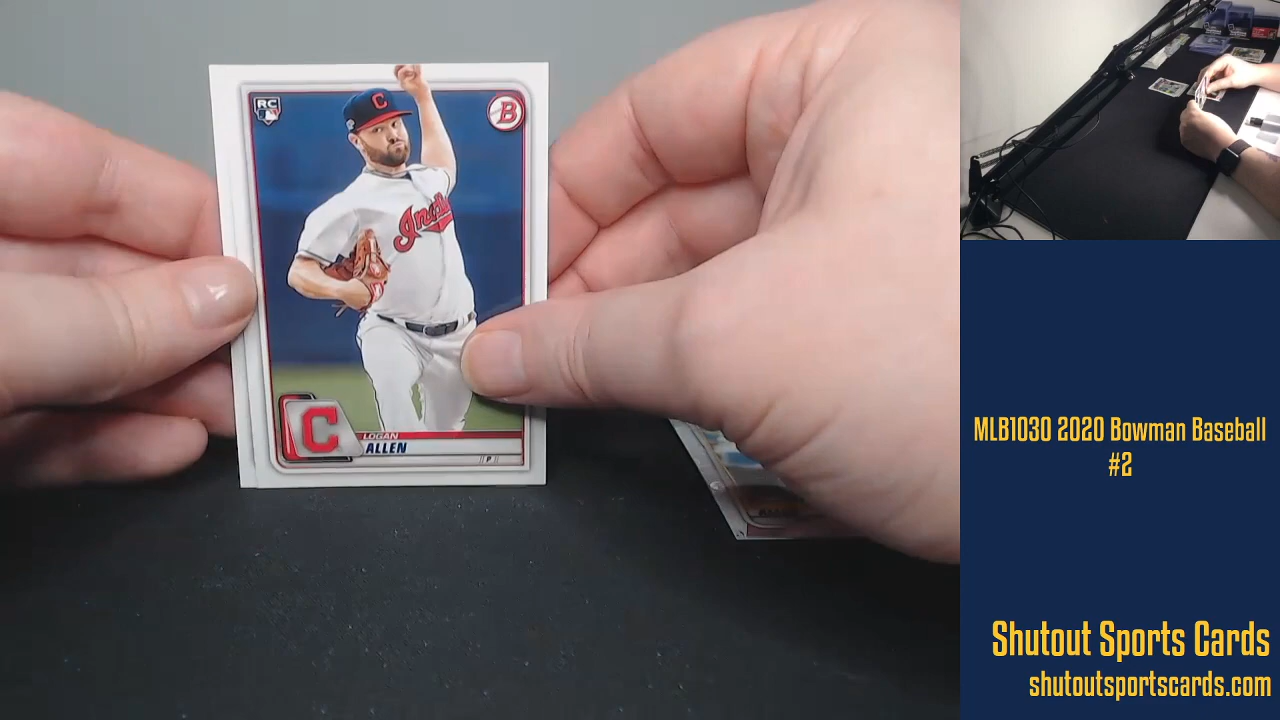 RC
C
B
Indians
C
LOGAN
ALLEN
P
MLB1030 2020 Bowman Baseball
#2
Shutout Sports Cards
shutoutsportscards.com